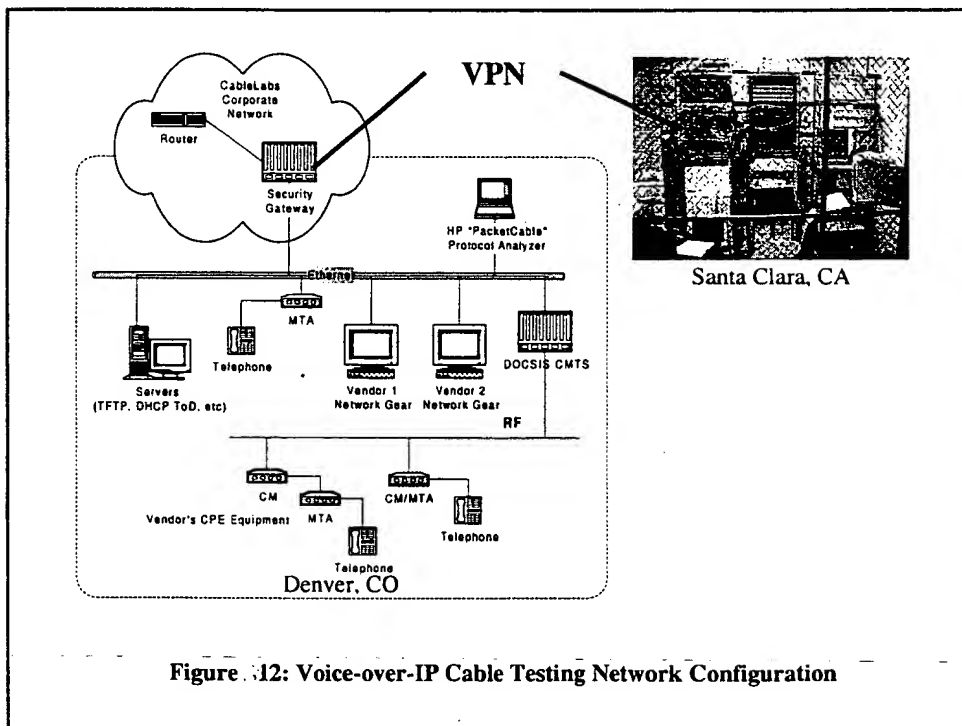 VPN
CableLabs
Corporate
Network
Router
Security
Gateway
HP "PacketCable"
Protocol Analyzer
Santa Clara, CA
Ethernet
MTA
Telephone
DOCSIS CMTS
Servers
(TFTP, DHCP ToD, etc)
Vendor 1
Network Gear
Vendor 2
Network Gear
RF
CM
CM/MTA
Vendor's CPE Equipment
MTA
Telephone
Telephone
Denver, CO
Figure 12: Voice-over-IP Cable Testing Network Configuration